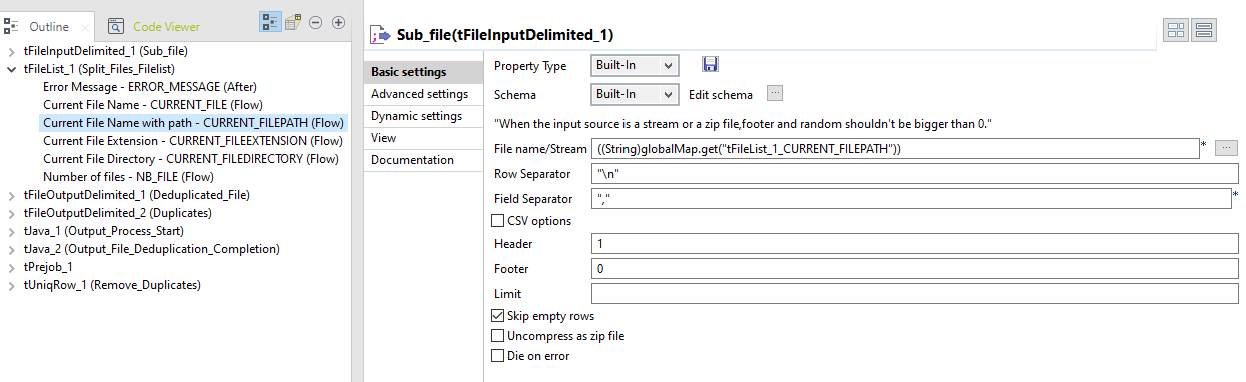 Outline
Code Viewer
tFileInputDelimited_1 (Sub_file)
tFileList_1 (Split_Files_Filelist)
Error Message - ERROR_MESSAGE (After)
Current File Name - CURRENT_FILE (Flow)
Current File Name with path - CURRENT_FILEPATH (Flow)
Current File Extension - CURRENT_FILEEXTENSION (Flow)
Current File Directory - CURRENT_FILEDIRECTORY (Flow)
Number of files - NB_FILE (Flow)
tFileOutputDelimited_1 (Deduplicated_File)
tFileOutputDelimited_2 (Duplicates)
tJava_1 (Output_Process_Start)
tJava_2 (Output_File_Deduplication_Completion)
tPrejob_1
tUniqRow_1 (Remove_Duplicates)
Sub_file(tFileInputDelimited_1)
Basic settings
Advanced settings
Dynamic settings
View
Documentation
Property Type Built-In
Schema Built-In Edit schema ...
"When the input source is a stream or a zip file,footer and random shouldn't be bigger than 0."
File name/Stream ((String)globalMap.get("tFileList_1_CURRENT_FILEPATH")) * ...
Row Separator "\n"
Field Separator "," *
CSV options
Header 1
Footer 0
Limit
Skip empty rows
Uncompress as zip file
Die on error